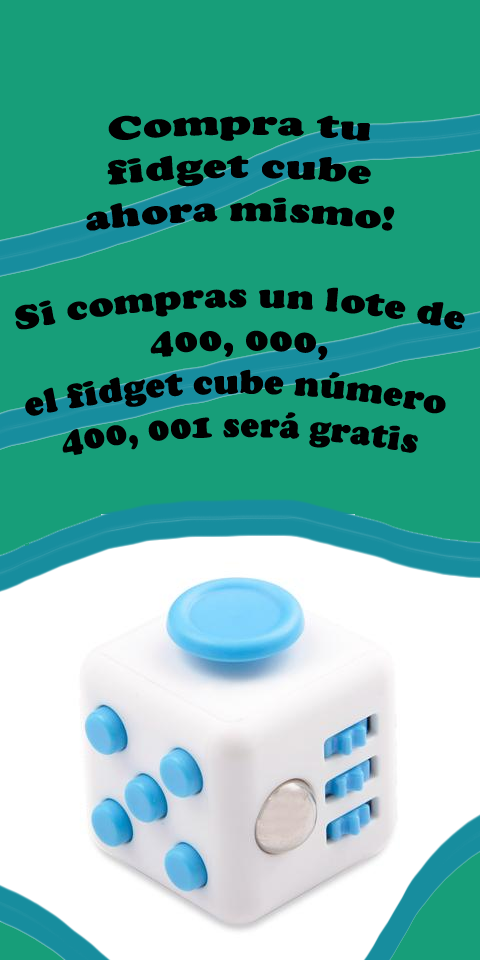 Compra tu
fidget cube
ahora mismo!
Si compras un lote de
400, 000,
el fidget cube número
400, 001 será gratis